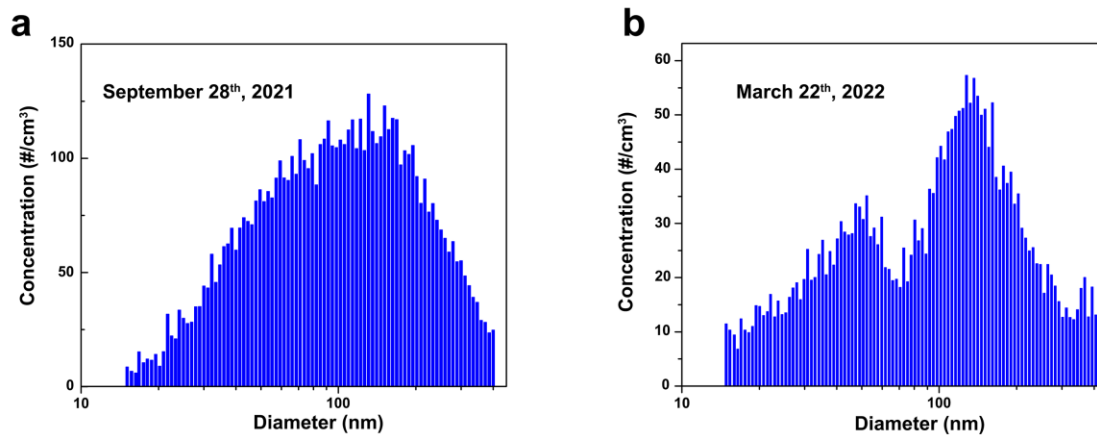 a
150
100
50
0
Concentration (#/cm³)
September 28ᵗʰ, 2021
10
100
Diameter (nm)
b
60
50
40
30
20
10
0
Concentration (#/cm³)
March 22ᵗʰ, 2022
10
100
Diameter (nm)